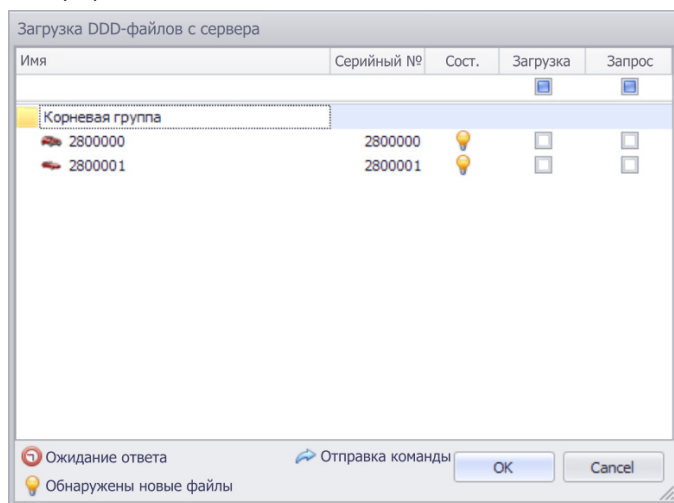 Загрузка DDD-файлов с сервера
Имя Серийный № Сост. Загрузка Запрос
Корневая группа
2800000 2800000
2800001 2800001
Ожидание ответа Отправка команды
OK Cancel
Обнаружены новые файлы